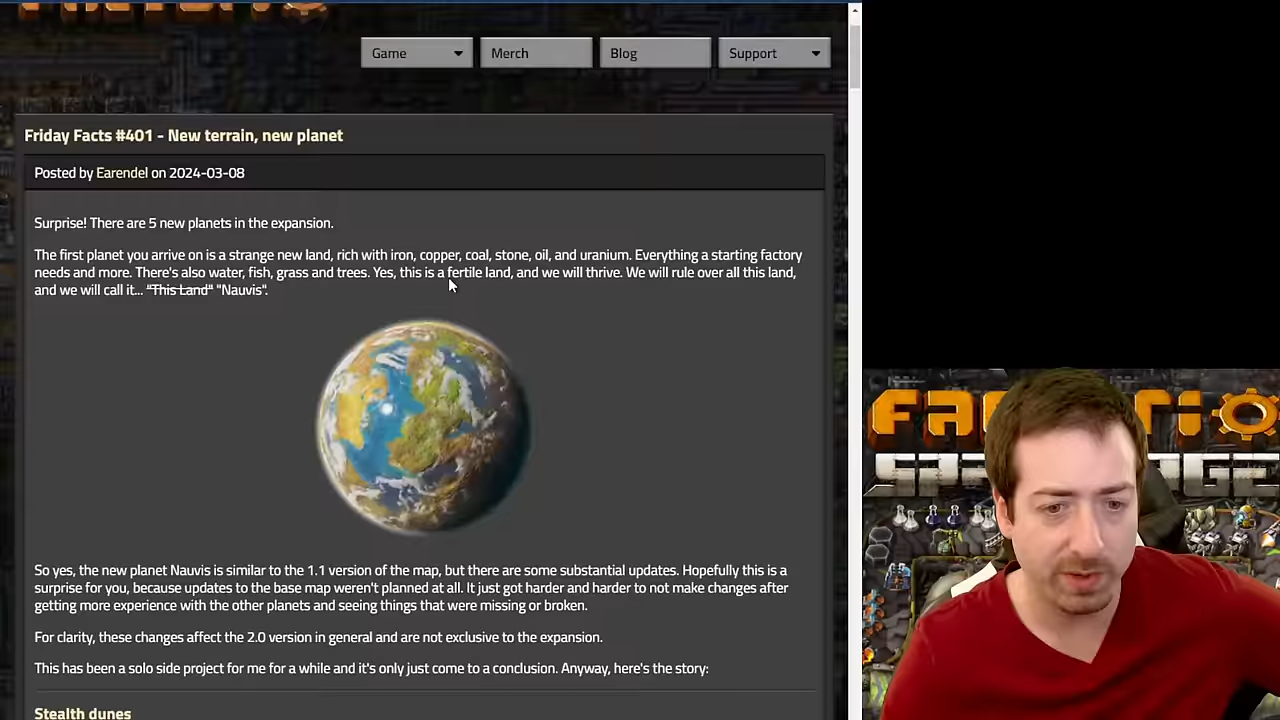 Game
Merch
Blog
Support
Friday Facts #401 - New terrain, new planet
Posted by Earendel on 2024-03-08
Surprise! There are 5 new planets in the expansion.
The first planet you arrive on is a strange new land, rich with iron, copper, coal, stone, oil, and uranium. Everything a starting factory
needs and more. There's also water, fish, grass and trees. Yes, this is a fertile land, and we will thrive. We will rule over all this land,
and we will call it... "This Land" "Nauvis".
So yes, the new planet Nauvis is similar to the 1.1 version of the map, but there are some substantial updates. Hopefully this is a
surprise for you, because updates to the base map weren't planned at all. It just got harder and harder to not make changes after
getting more experience with the other planets and seeing things that were missing or broken.
For clarity, these changes affect the 2.0 version in general and are not exclusive to the expansion.
This has been a solo side project for me for a while and it's only just come to a conclusion. Anyway, here's the story:
Stealth dunes